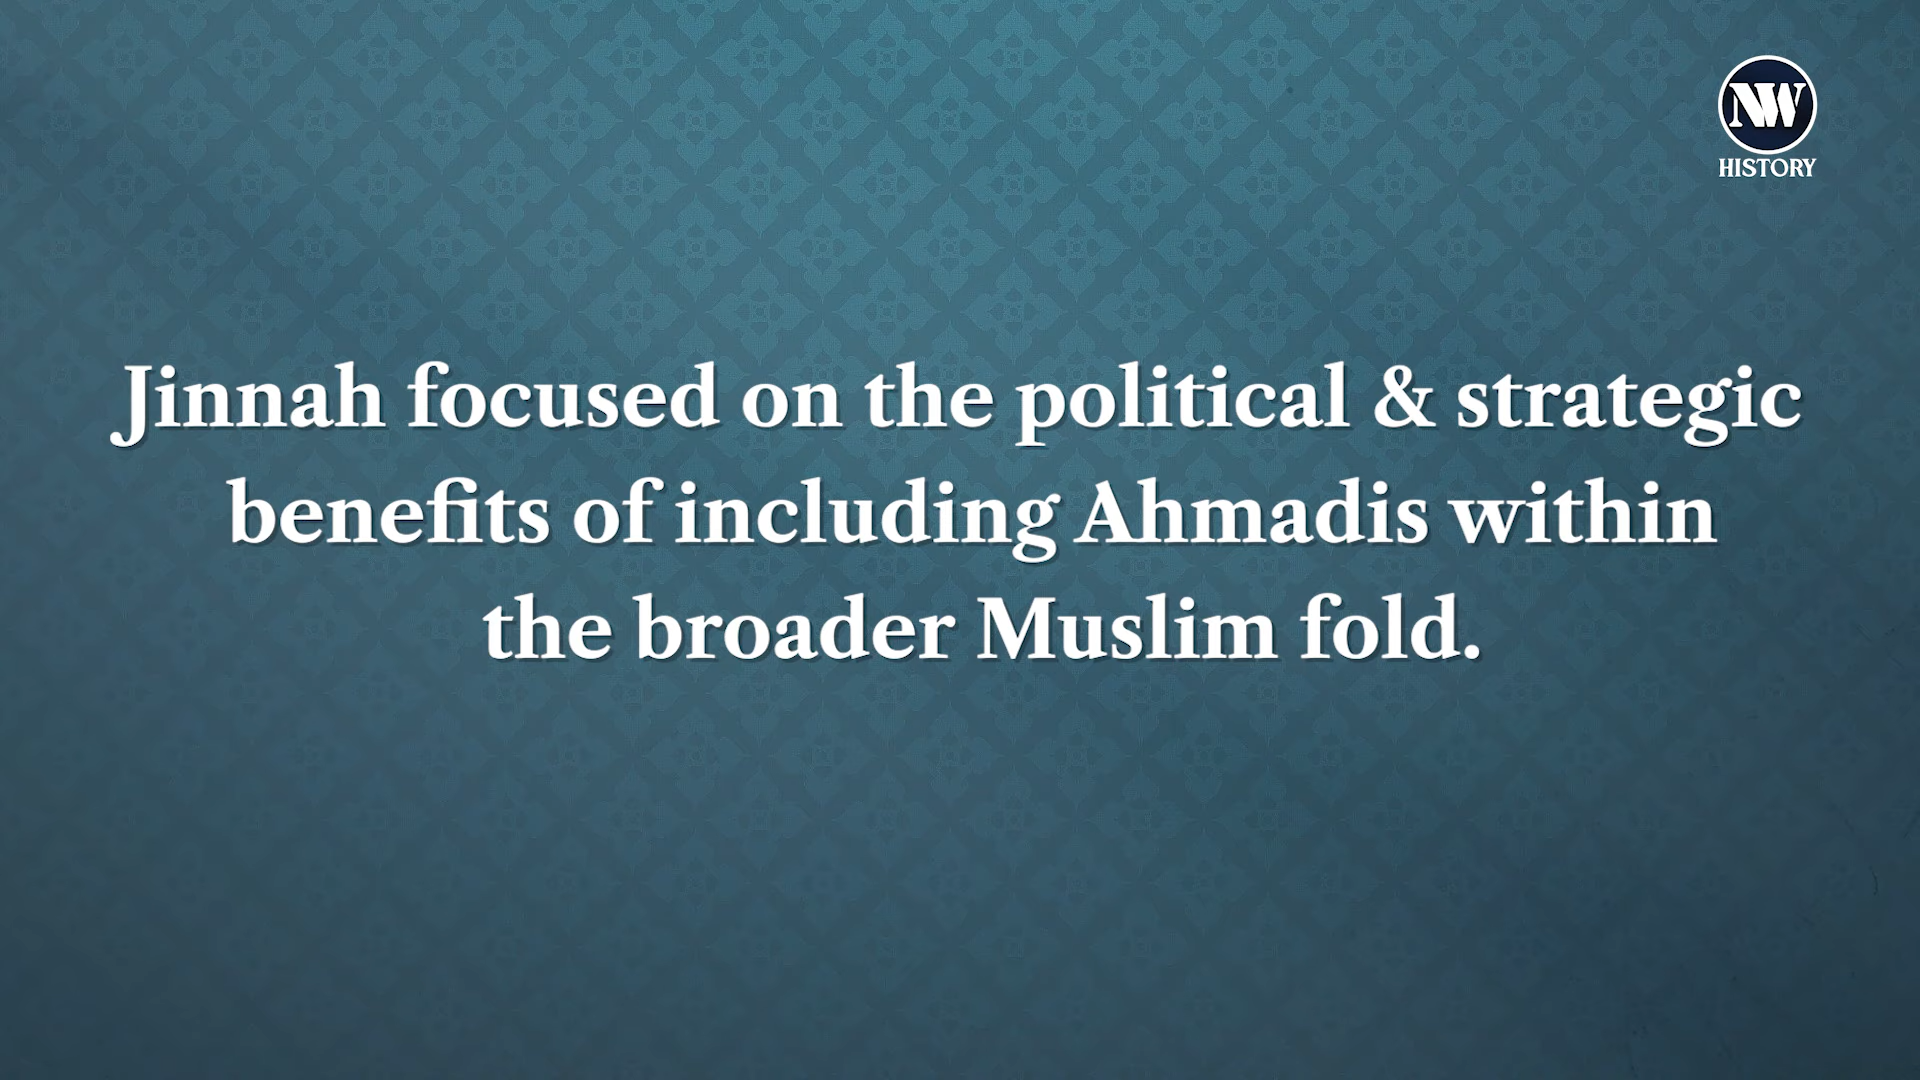 NW
HISTORY
Jinnah focused on the political & strategic
benefits of including Ahmadis within
the broader Muslim fold.